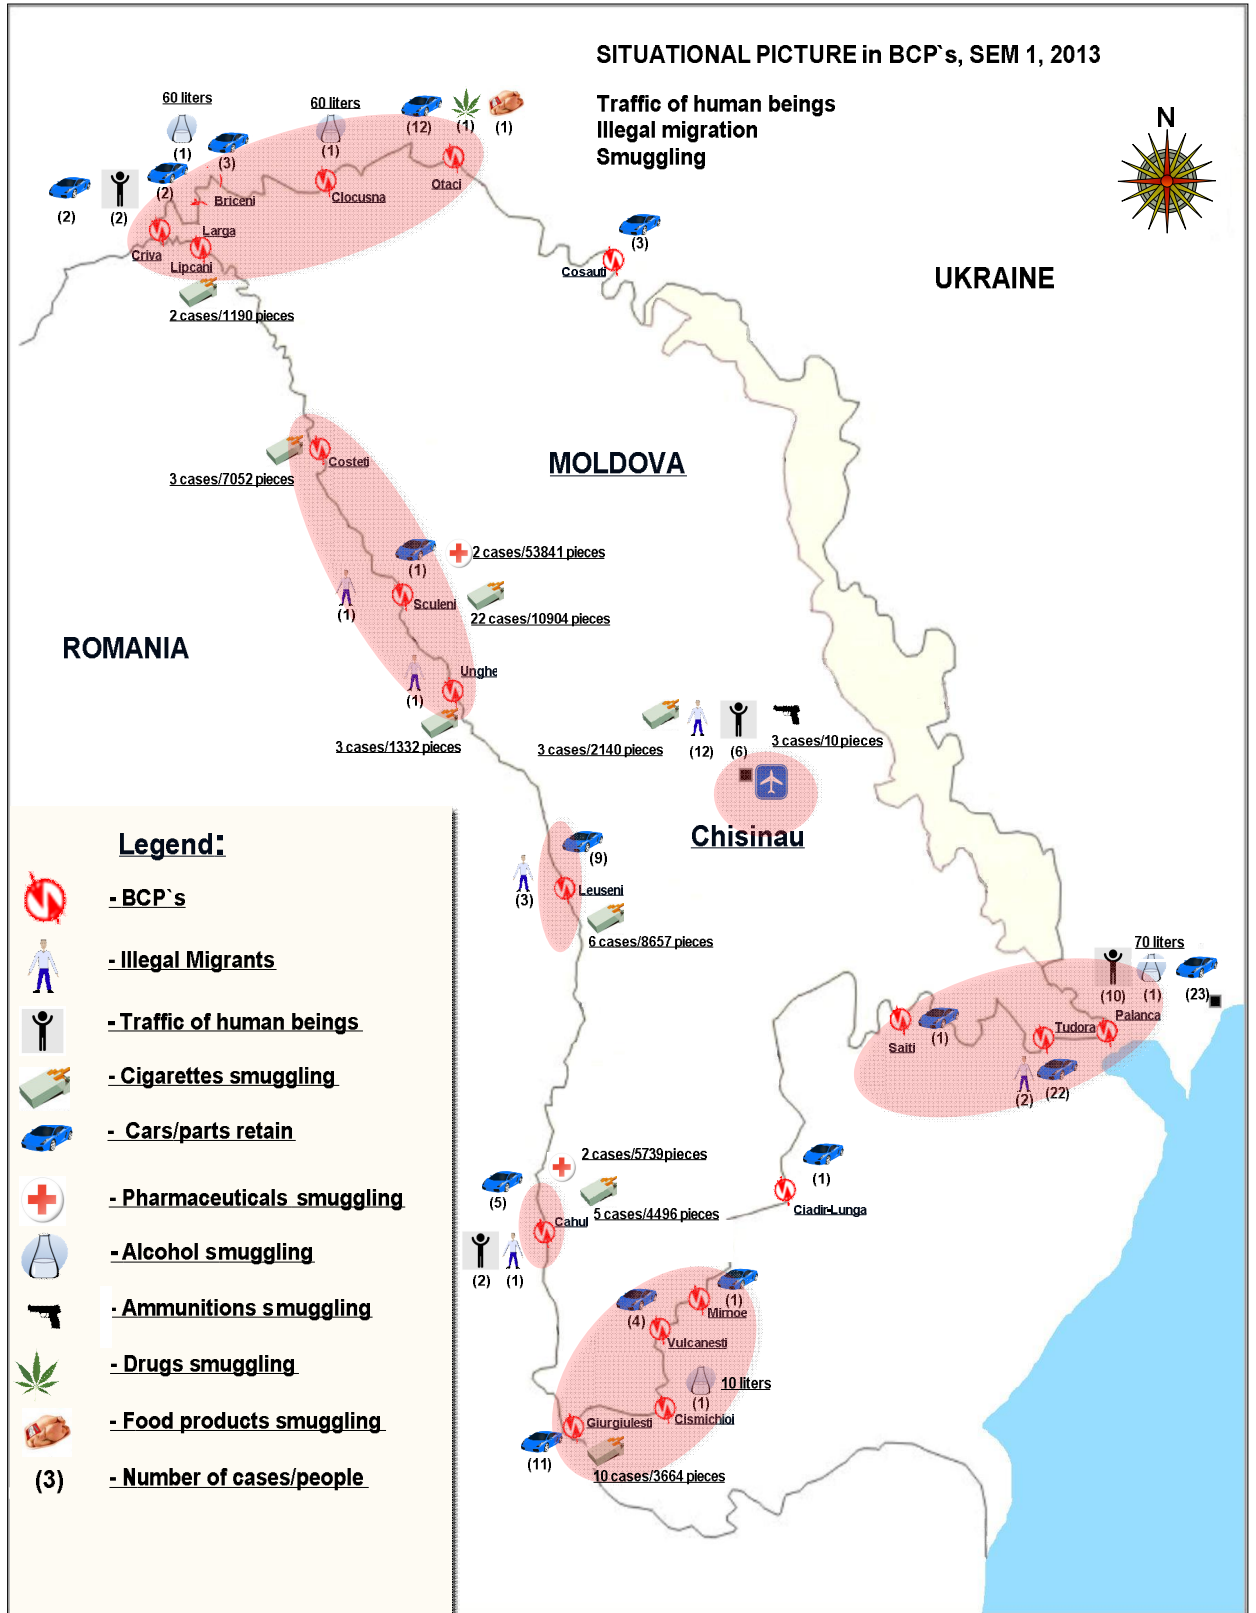 SITUATIONAL PICTURE in BCP`s, SEM 1, 2013
Traffic of human beings
Illegal migration
Smuggling
N
60 liters
(1)
(3)
60 liters
(1)
(12)
(1)
(1)
(2)
(2)
(2)
Briceni
Clocusna
Otaci
Larga
Criva
Lipcani
2 cases/1190 pieces
(3)
Cosauti
UKRAINE
MOLDOVA
ROMANIA
Costeti
3 cases/7052 pieces
(1)
2 cases/53841 pieces
Sculeni
(1)
22 cases/10904 pieces
Unghe
(1)
3 cases/1332 pieces
3 cases/2140 pieces
(12)
(6)
3 cases/10 pieces
Chisinau
(9)
(3)
Leuseni
6 cases/8657 pieces
70 liters
(10)
(1)
(23)
Palanca
Tudora
Saiti
(1)
(2)
(22)
2 cases/5739pieces
(5)
5 cases/4496 pieces
Cahul
(2)
(1)
(1)
Ciadir-Lunga
(1)
Mirnoe
(4)
Vulcanesti
10 liters
(1)
Cismichioi
Giurgiulesti
(11)
10 cases/3664 pieces
Legend:
- BCP`s
- Illegal Migrants
- Traffic of human beings
- Cigarettes smuggling
- Cars/parts retain
- Pharmaceuticals smuggling
- Alcohol smuggling
- Ammunitions smuggling
- Drugs smuggling
- Food products smuggling
(3)
- Number of cases/people